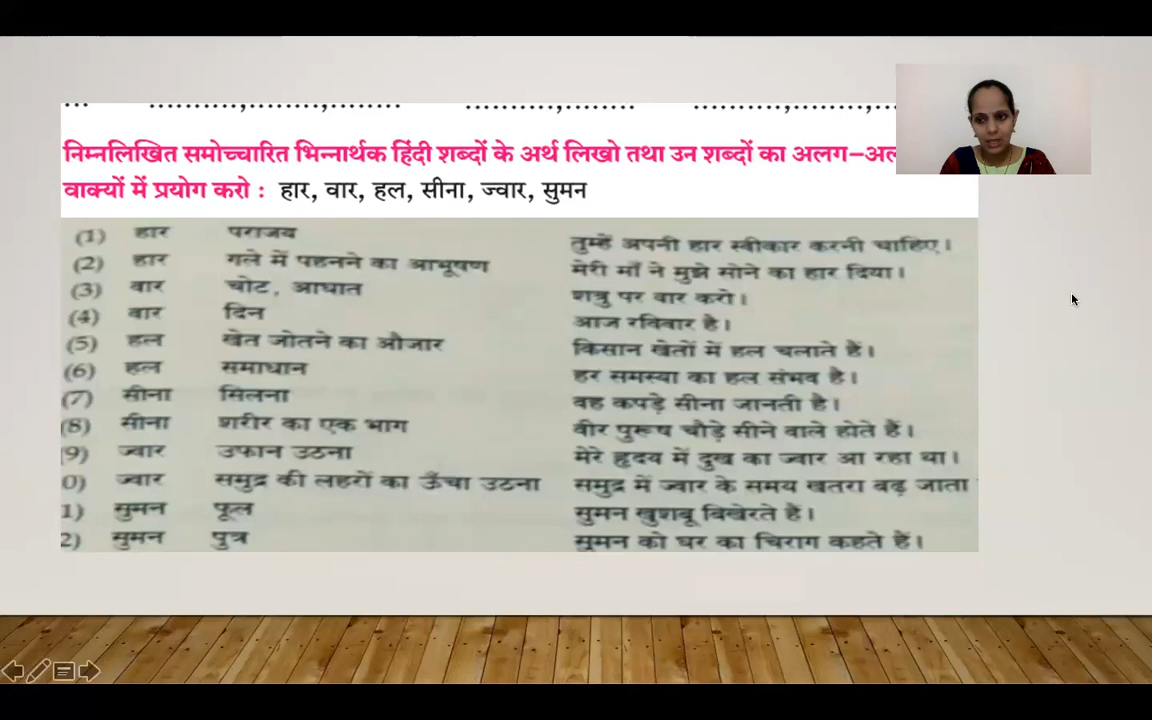 ... .........,.......,....... .........,....... .........,.......,...
निम्नलिखित समोच्चारित भिन्नार्थक हिंदी शब्दों के अर्थ लिखो तथा उन शब्दों का अलग–अल
वाक्यों में प्रयोग करो : हार, वार, हल, सीना, ज्वार, सुमन
(1) हार पराजय तुम्हें अपनी हार स्वीकार करनी चाहिए।
(2) हार गले में पहनने का आभूषण मेरी माँ ने मुझे सोने का हार दिया।
(3) वार चोट, आघात शत्रु पर वार करो।
(4) वार दिन आज रविवार है।
(5) हल खेत जोतने का औजार किसान खेतों में हल चलाते हैं।
(6) हल समाधान हर समस्या का हल संभव है।
(7) सीना सिलना वह कपड़े सीना जानती है।
(8) सीना शरीर का एक भाग वीर पुरूष चौड़े सीने वाले होते हैं।
9) ज्वार उफान उठना मेरे हृदय में दुख का ज्वार आ रहा था।
0) ज्वार समुद्र की लहरों का ऊँचा उठना समुद्र में ज्वार के समय खतरा बढ़ जाता
1) सुमन फूल सुमन खुशबू बिखेरते हैं।
2) सुमन पुत्र सुमन को घर का चिराग कहते हैं।